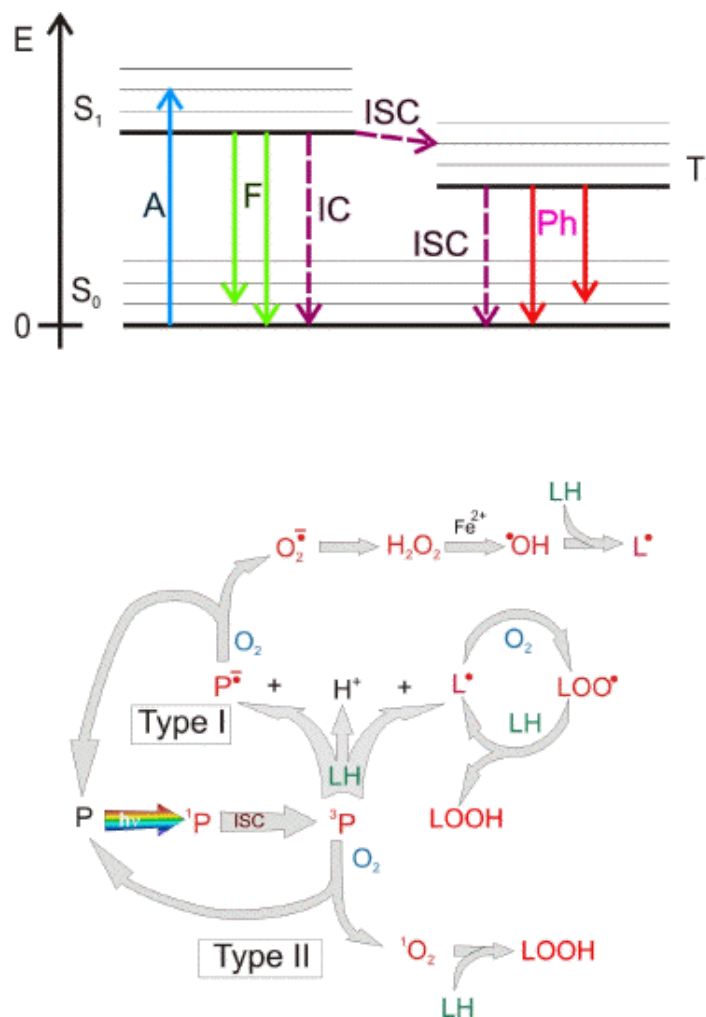 E
S₁
ISC
T
A
F
IC
ISC
Ph
S₀
0
LH
O₂•̅
H₂O₂
Fe²⁺
•OH
L•
O₂
O₂
P•̅
+
H⁺
+
L•
LOO•
Type I
LH
LH
P
hν
¹P
ISC
³P
LOOH
O₂
Type II
¹O₂
LOOH
LH